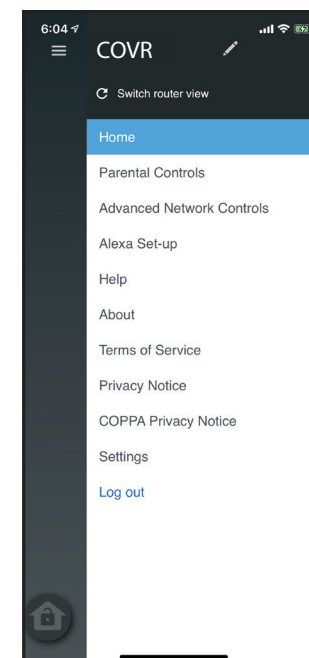 6:04
COVR
Switch router view
Home
Parental Controls
Advanced Network Controls
Alexa Set-up
Help
About
Terms of Service
Privacy Notice
COPPA Privacy Notice
Settings
Log out